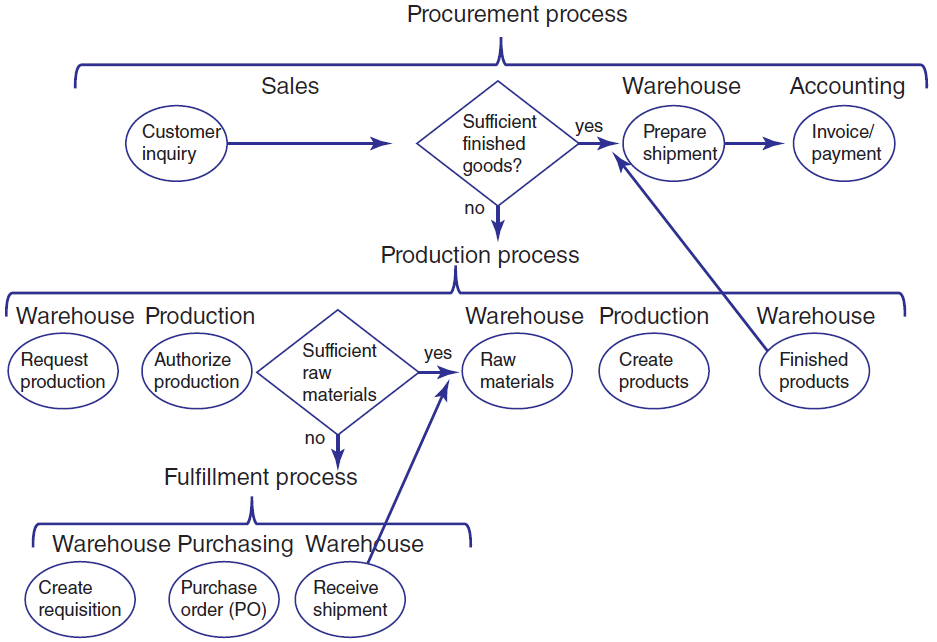 Procurement process
Sales
Warehouse
Accounting
Customer
inquiry
Sufficient
finished
goods?
yes
Prepare
shipment
Invoice/
payment
no
Production process
Warehouse
Production
Warehouse
Production
Warehouse
Request
production
Authorize
production
Sufficient
raw
materials
yes
Raw
materials
Create
products
Finished
products
no
Fulfillment process
Warehouse
Purchasing
Warehouse
Create
requisition
Purchase
order (PO)
Receive
shipment